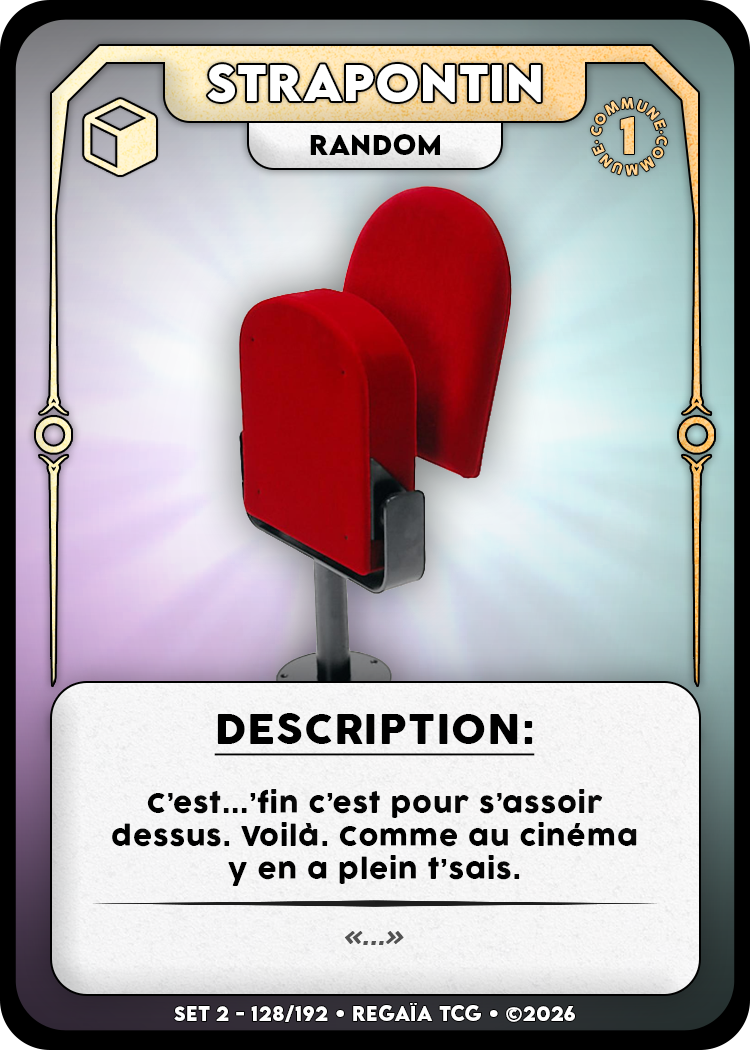 STRAPONTIN
RANDOM
COMMUNE·COMMUNE·
1
DESCRIPTION:
C'est...'fin c'est pour s'assoir
dessus. Voilà. Comme au cinéma
y en a plein t'sais.
«...»
SET 2 - 128/192 • REGAÏA TCG • ©2026